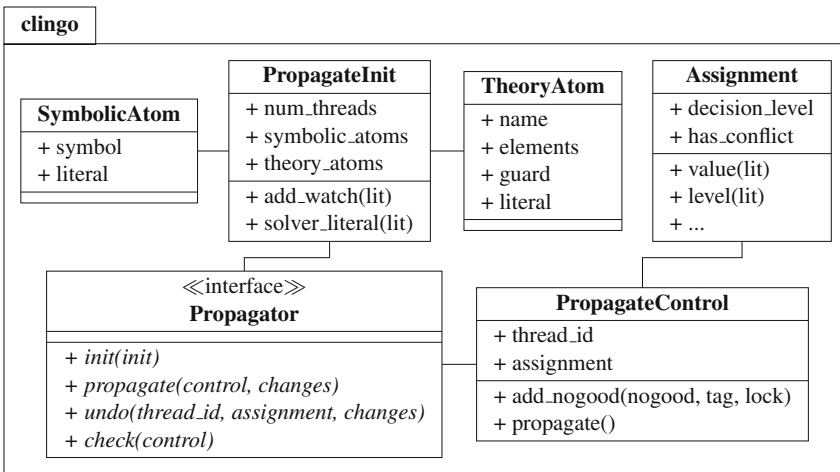 clingo
SymbolicAtom
+ symbol
+ literal
PropagateInit
+ num_threads
+ symbolic_atoms
+ theory_atoms
+ add_watch(lit)
+ solver_literal(lit)
TheoryAtom
+ name
+ elements
+ guard
+ literal
Assignment
+ decision_level
+ has_conflict
+ value(lit)
+ level(lit)
+ ...
≪interface≫
Propagator
+ init(init)
+ propagate(control, changes)
+ undo(thread_id, assignment, changes)
+ check(control)
PropagateControl
+ thread_id
+ assignment
+ add_nogood(nogood, tag, lock)
+ propagate()